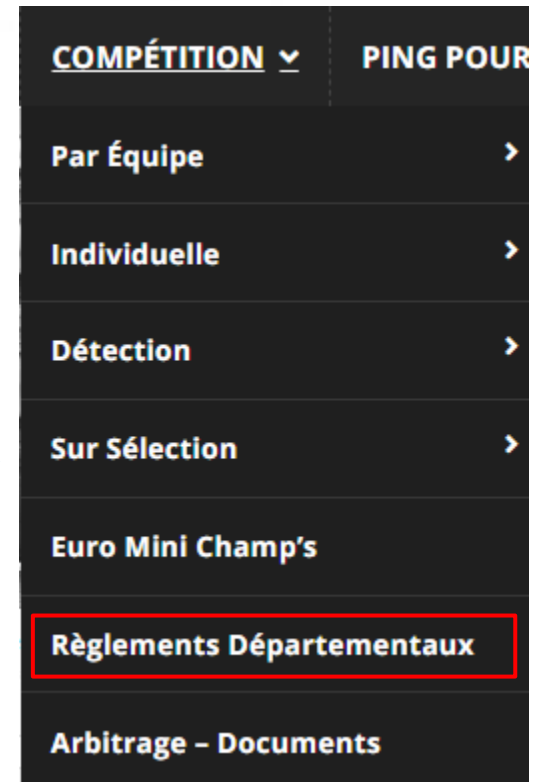 COMPÉTITION PING POUR
Par Équipe
Individuelle
Détection
Sur Sélection
Euro Mini Champ’s
Règlements Départementaux
Arbitrage – Documents